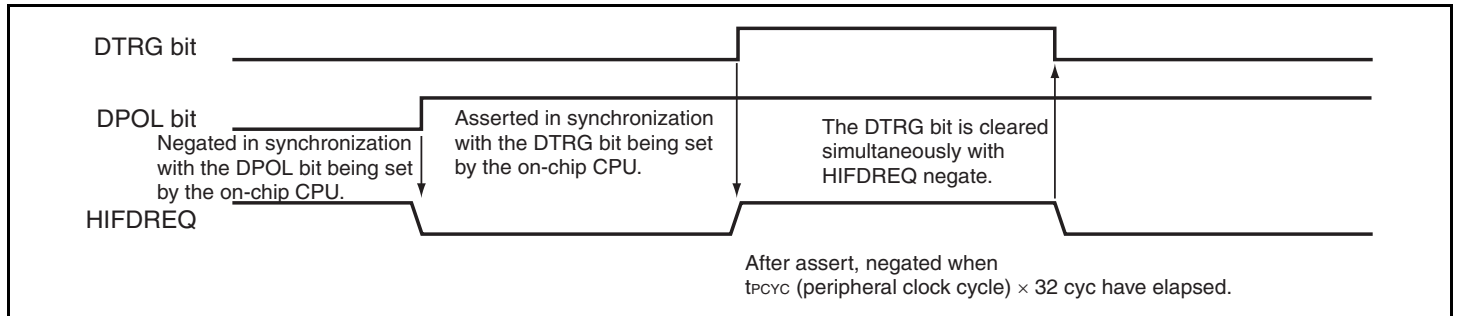 DTRG bit
DPOL bit
Negated in synchronization
with the DPOL bit being set
by the on-chip CPU.
Asserted in synchronization
with the DTRG bit being set
by the on-chip CPU.
The DTRG bit is cleared
simultaneously with
HIFDREQ negate.
HIFDREQ
After assert, negated when
tPCYC (peripheral clock cycle) × 32 cyc have elapsed.